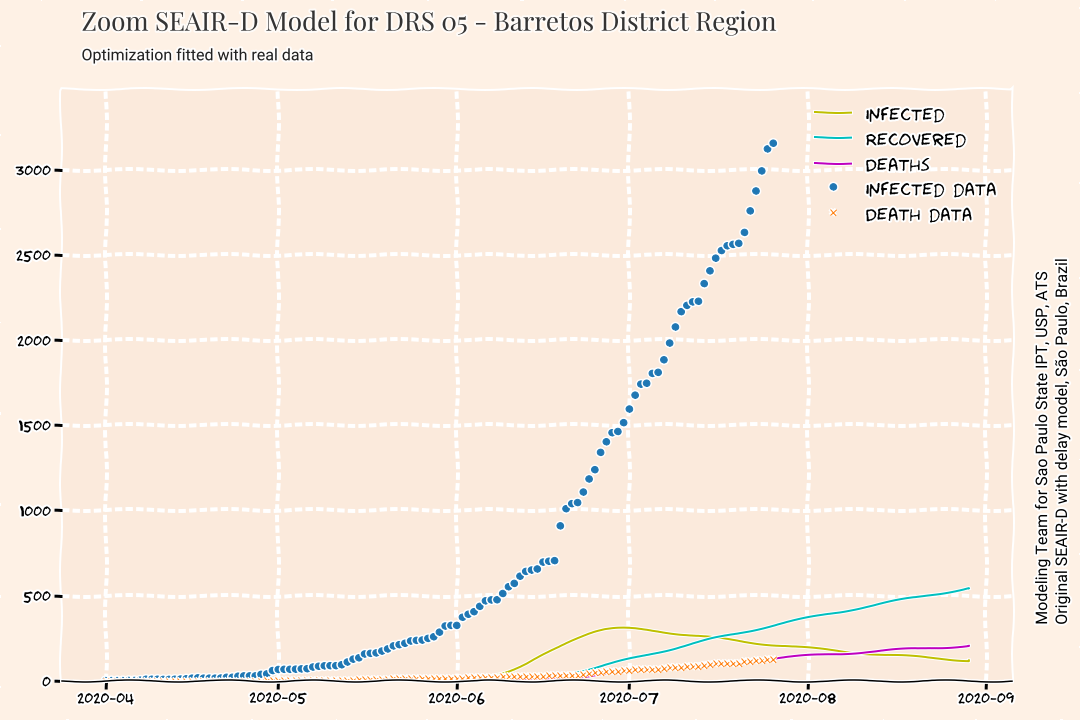 Zoom SEAIR-D Model for DRS 05 - Barretos District Region
Optimization fitted with real data
INFECTED
RECOVERED
DEATHS
INFECTED DATA
DEATH DATA
3000
2500
2000
1500
1000
500
0
2020-04 2020-05 2020-06 2020-07 2020-08 2020-09
Modeling Team for Sao Paulo State IPT, USP, ATS
Original SEAIR-D with delay model, São Paulo, Brazil